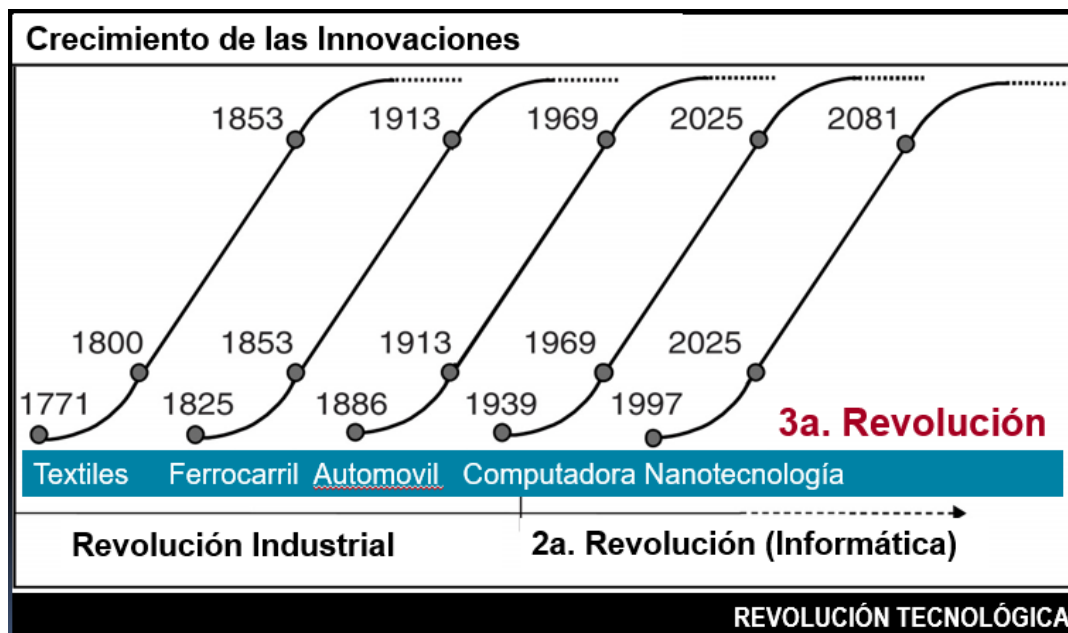 Crecimiento de las Innovaciones
1853 1913 1969 2025 2081
1800 1853 1913 1969 2025
1771 1825 1886 1939 1997
3a. Revolución
Textiles Ferrocarril Automovil Computadora Nanotecnología
Revolución Industrial 2a. Revolución (Informática)
REVOLUCIÓN TECNOLÓGICA